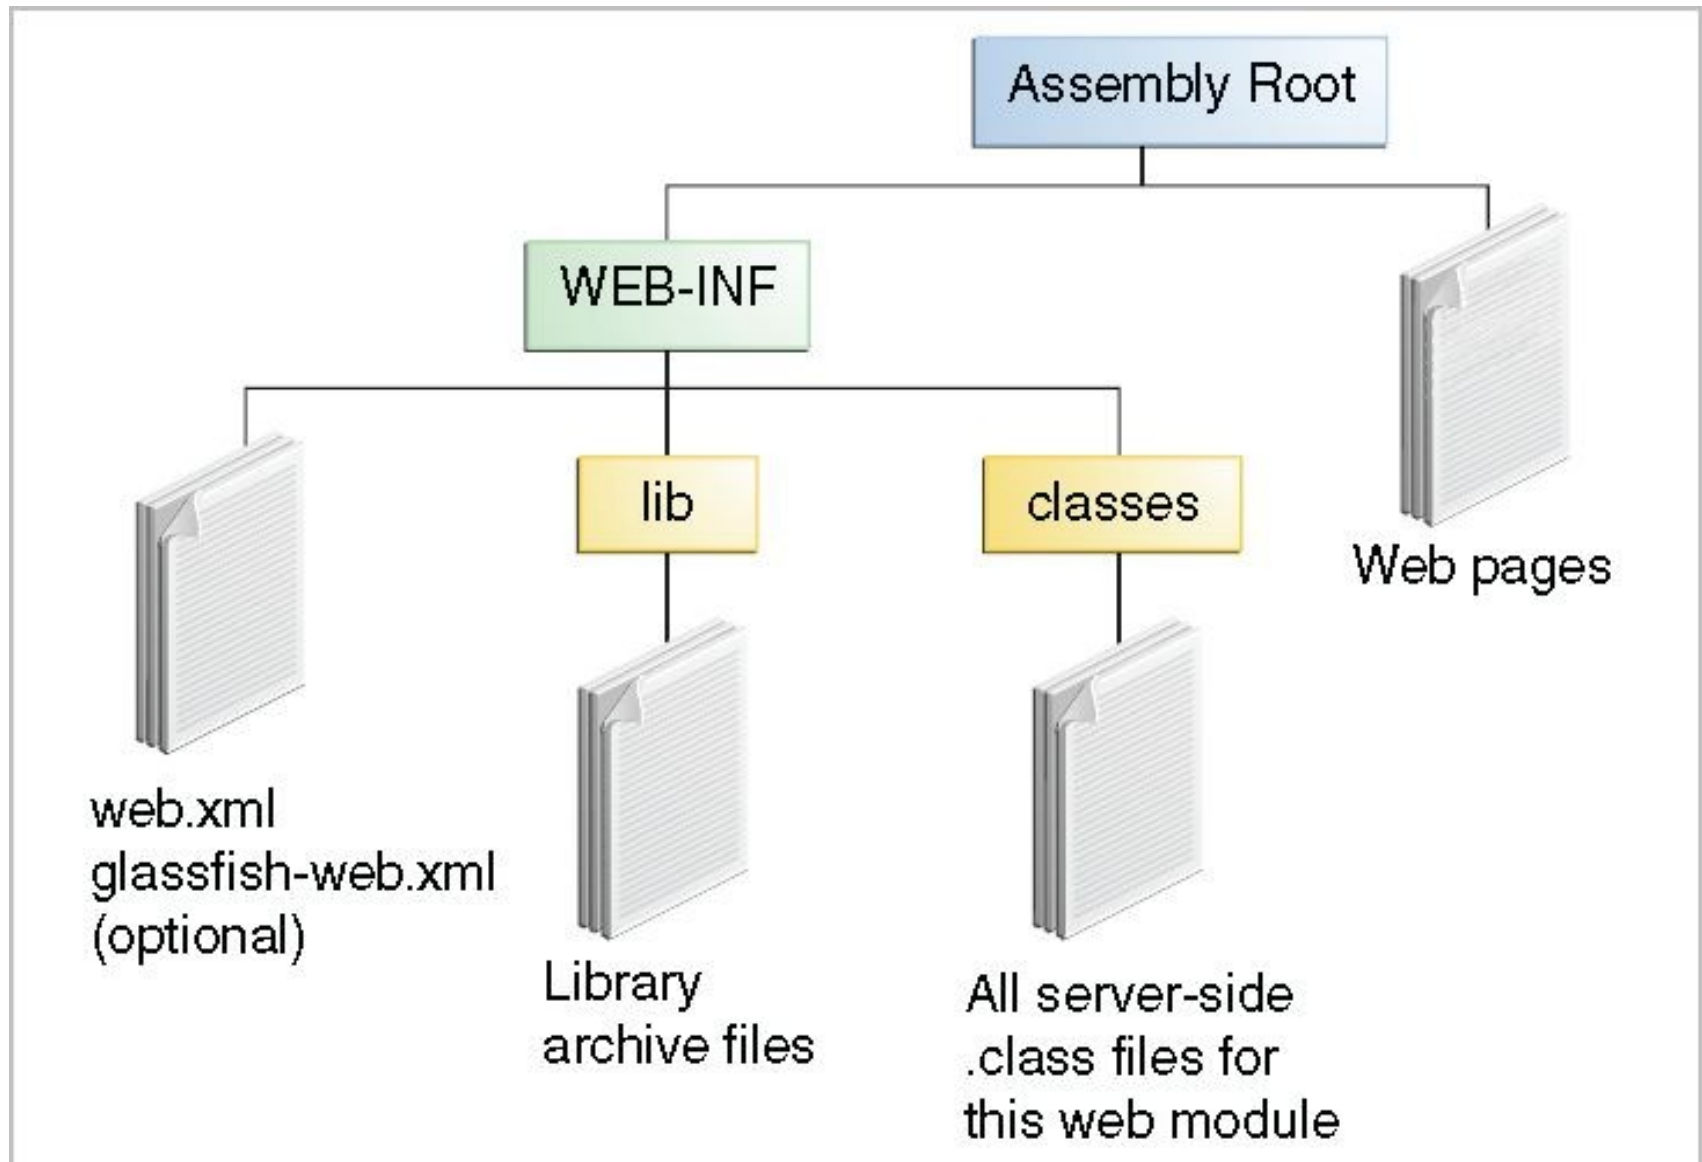 Assembly Root
WEB-INF
lib
classes
Web pages
web.xml
glassfish-web.xml
(optional)
Library
archive files
All server-side
.class files for
this web module